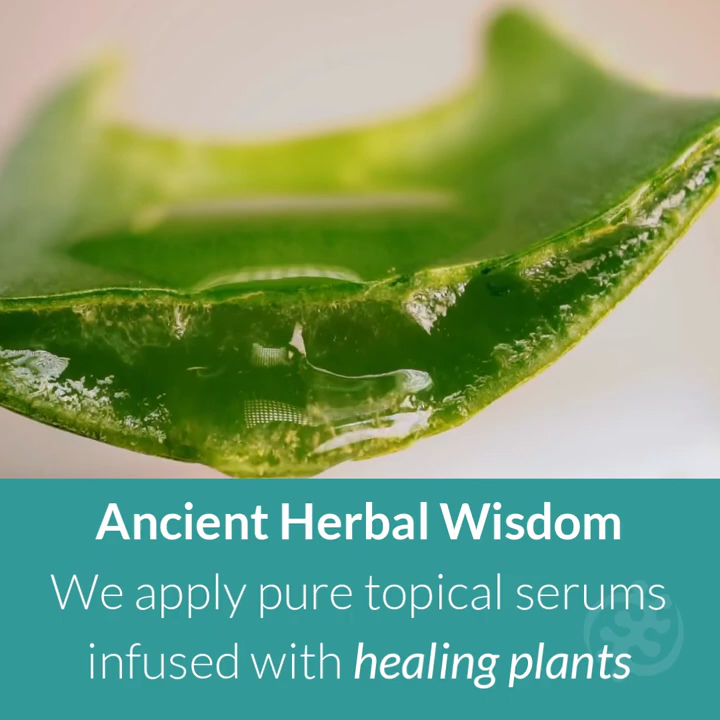 Ancient Herbal Wisdom
We apply pure topical serums
infused with healing plants